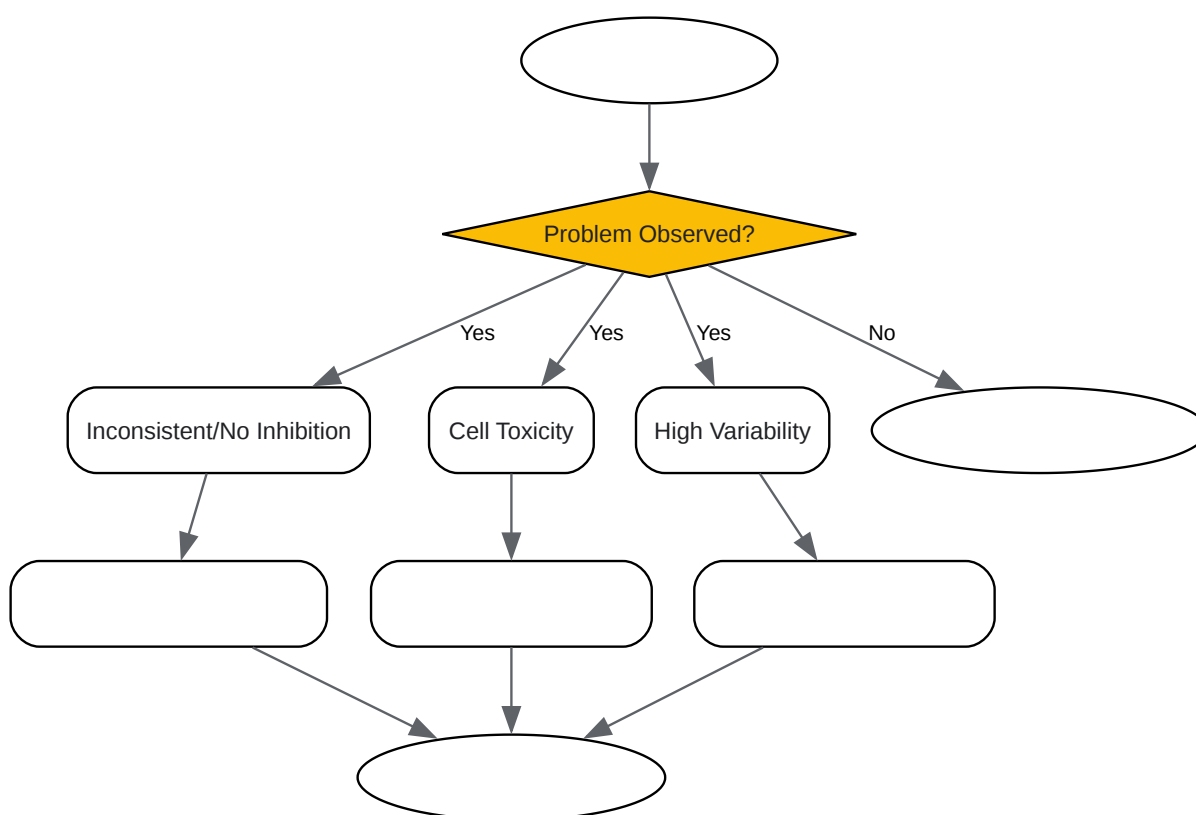 Problem Observed?
Yes
Yes
Yes
No
Inconsistent/No Inhibition
Cell Toxicity
High Variability